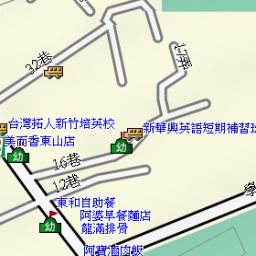 32巷
17巷
台灣拓人新竹培英校
新華興英語短期補習班
美而香東山店
幼
幼
16巷
12巷
東和自助餐
幼
阿婆早餐麵店
龍滿排骨
阿寶滷肉飯
學